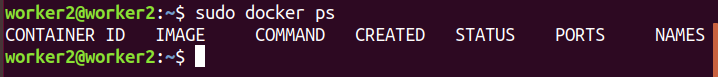 worker2@worker2:~$ sudo docker ps
CONTAINER ID   IMAGE     COMMAND   CREATED   STATUS    PORTS     NAMES
worker2@worker2:~$